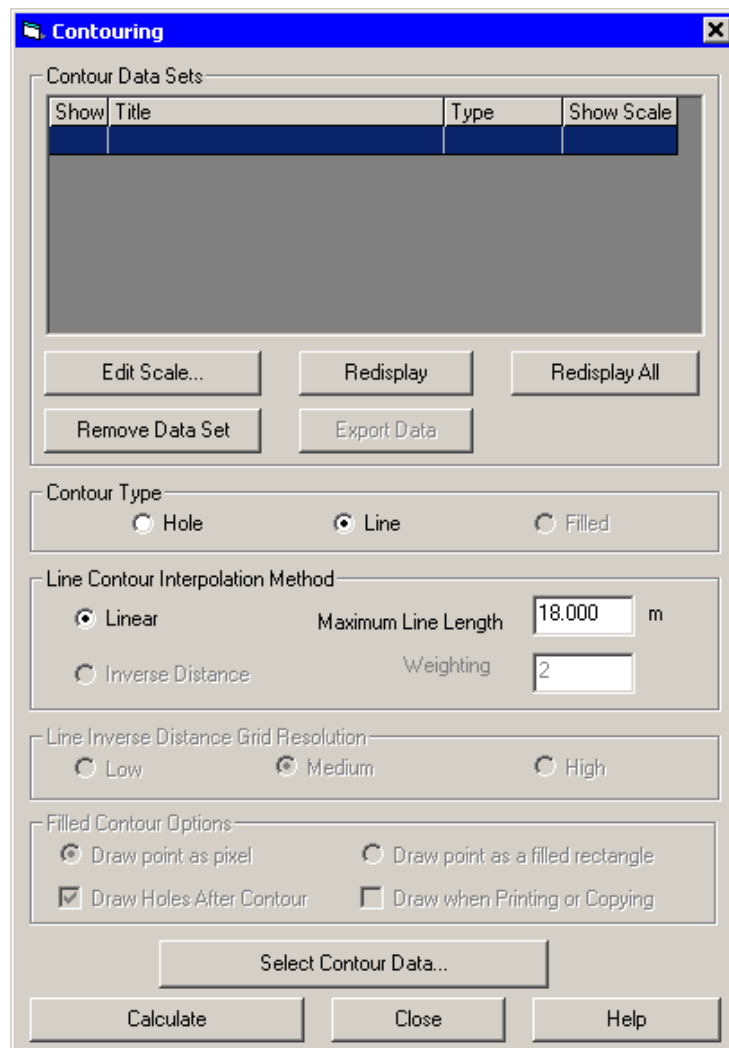 Contouring
Contour Data Sets
Show Title Type Show Scale
Edit Scale... Redisplay Redisplay All
Remove Data Set Export Data
Contour Type
Hole Line Filled
Line Contour Interpolation Method
Linear Maximum Line Length 18.000 m
Inverse Distance Weighting 2
Line Inverse Distance Grid Resolution
Low Medium High
Filled Contour Options
Draw point as pixel Draw point as a filled rectangle
Draw Holes After Contour Draw when Printing or Copying
Select Contour Data...
Calculate Close Help